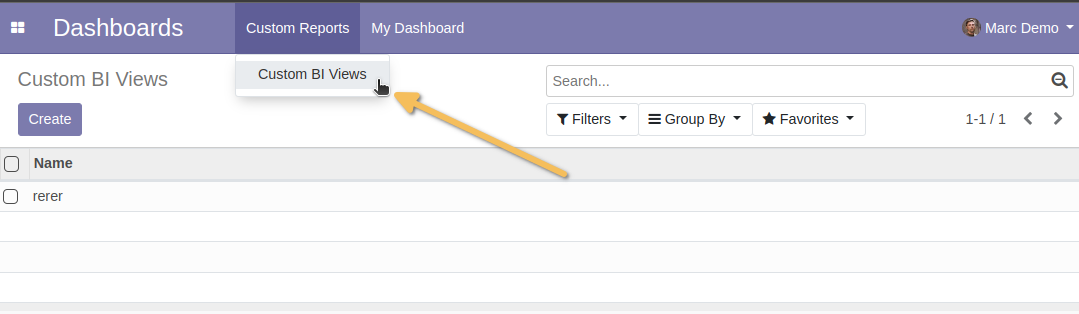 Dashboards Custom Reports My Dashboard Marc Demo
Custom BI Views
Custom BI Views
Search...
Create
Filters Group By Favorites 1-1 / 1
Name
rerer